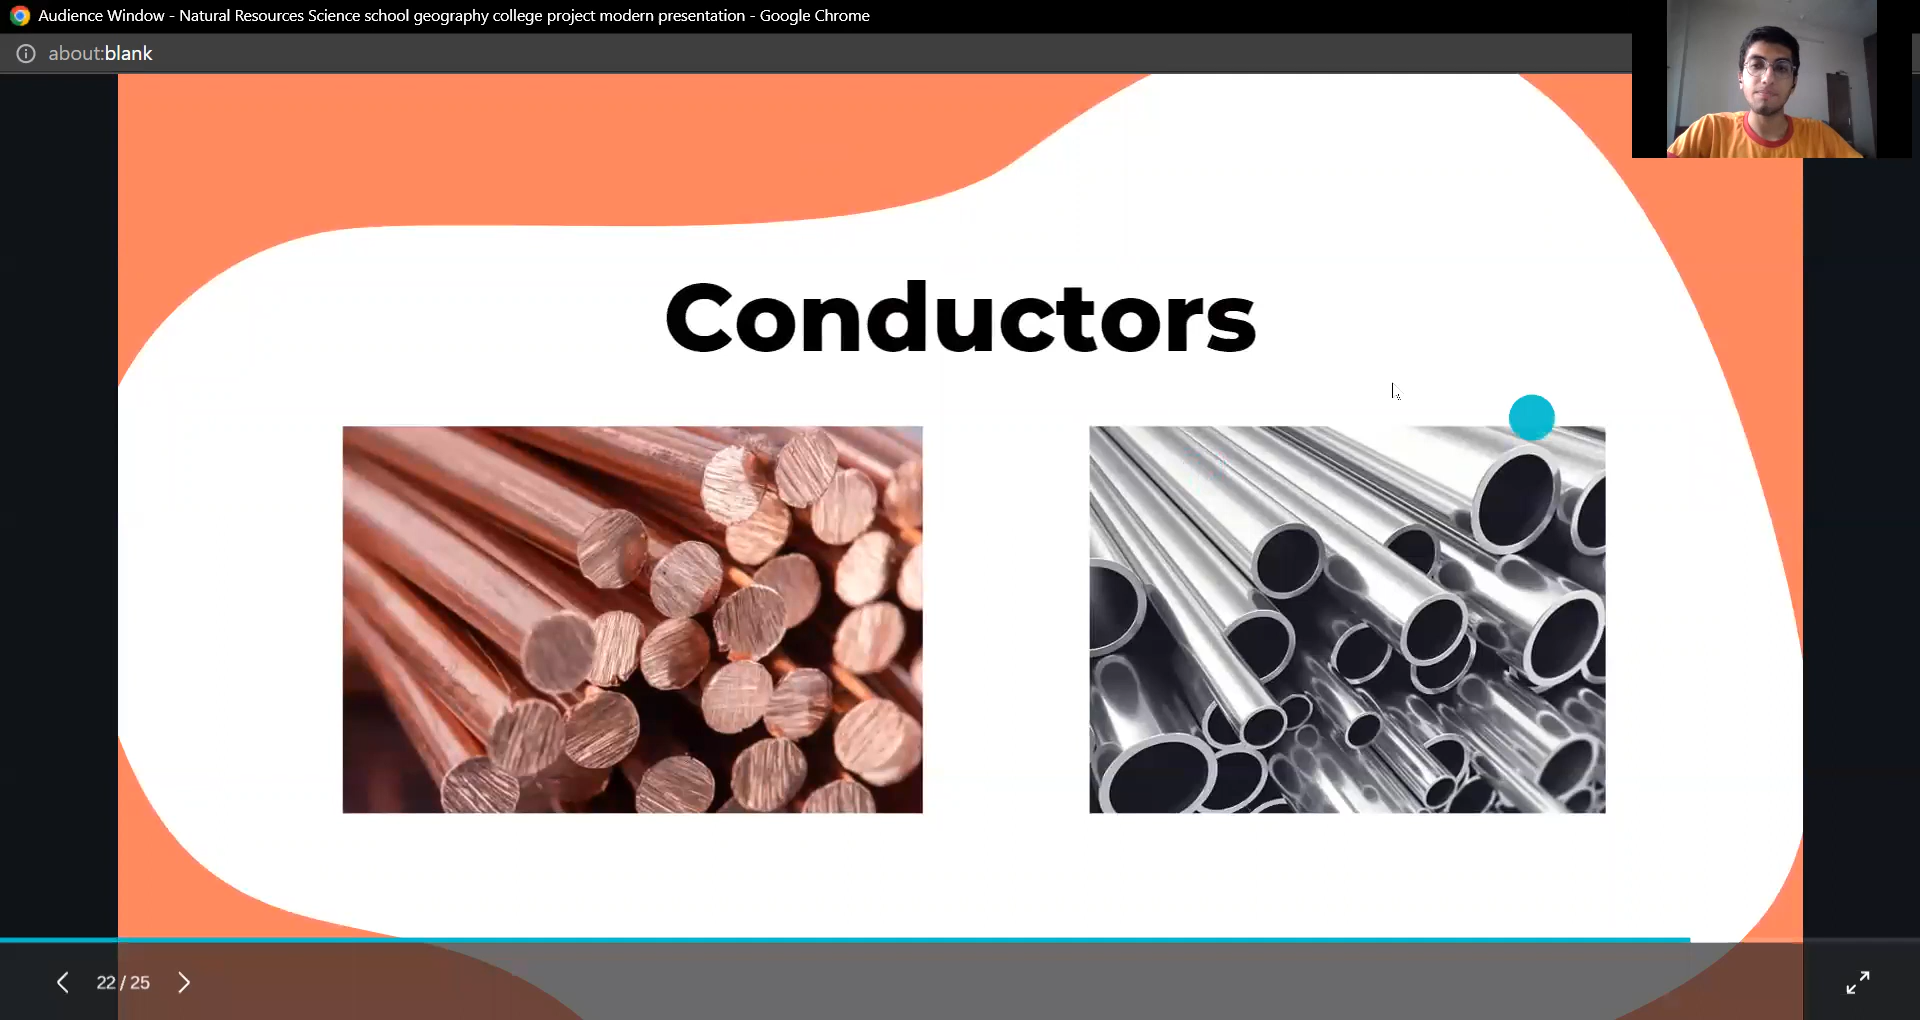 Audience Window - Natural Resources Science school geography college project modern presentation - Google Chrome
about:blank
Conductors
22 / 25